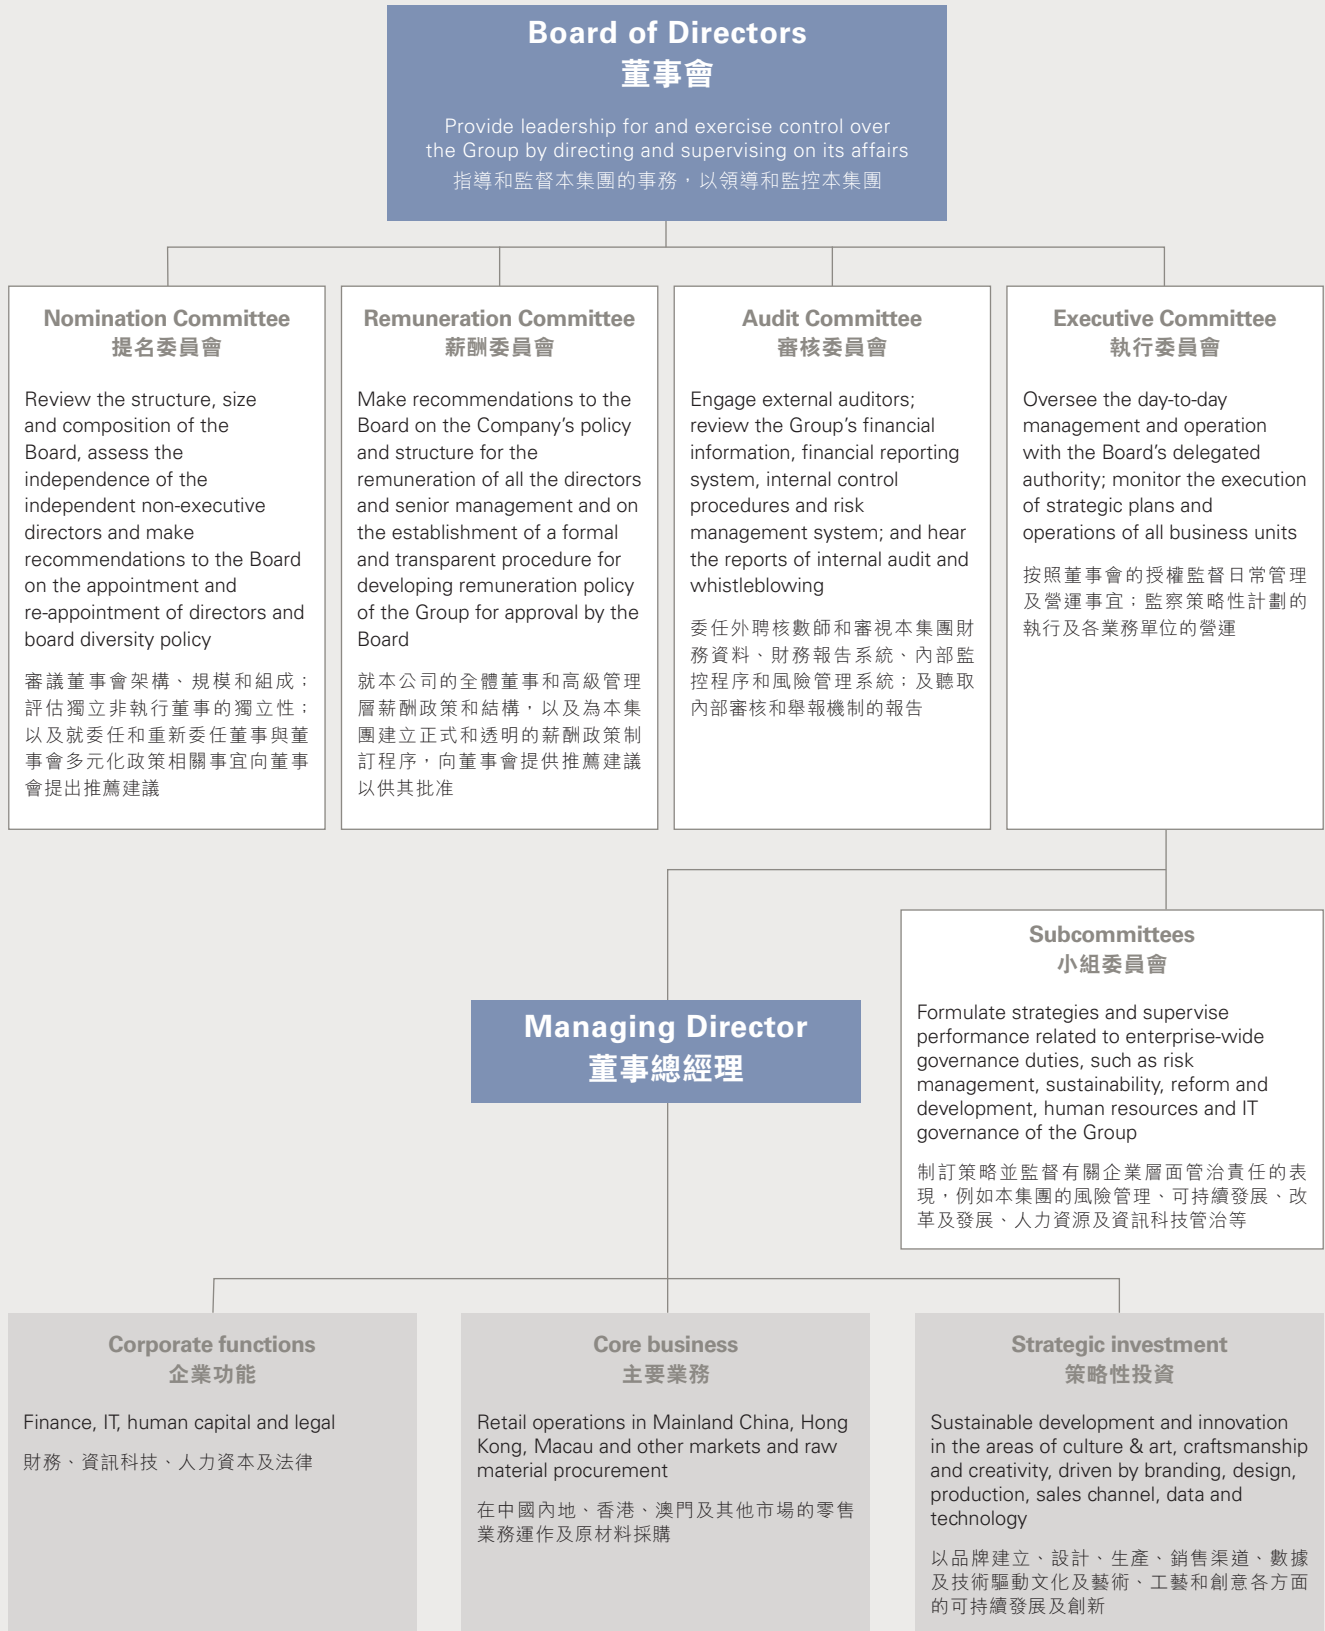 Board of Directors
董事會
Provide leadership for and exercise control over
the Group by directing and supervising on its affairs
指導和監督本集團的事務，以領導和監控本集團
Nomination Committee
提名委員會
Review the structure, size
and composition of the
Board, assess the
independence of the
independent non-executive
directors and make
recommendations to the Board
on the appointment and
re-appointment of directors and
board diversity policy
審議董事會架構、規模和組成；
評估獨立非執行董事的獨立性；
以及就委任和重新委任董事與董
事會多元化政策相關事宜向董事
會提出推薦建議
Remuneration Committee
薪酬委員會
Make recommendations to the
Board on the Company’s policy
and structure for the
remuneration of all the directors
and senior management and on
the establishment of a formal
and transparent procedure for
developing remuneration policy
of the Group for approval by the
Board
就本公司的全體董事和高級管理
層薪酬政策和結構，以及為本集
團建立正式和透明的薪酬政策制
訂程序，向董事會提供推薦建議
以供其批准
Audit Committee
審核委員會
Engage external auditors;
review the Group’s financial
information, financial reporting
system, internal control
procedures and risk
management system; and hear
the reports of internal audit and
whistleblowing
委任外聘核數師和審視本集團財
務資料、財務報告系統、內部監
控程序和風險管理系統；及聽取
內部審核和舉報機制的報告
Executive Committee
執行委員會
Oversee the day-to-day
management and operation
with the Board’s delegated
authority; monitor the execution
of strategic plans and
operations of all business units
按照董事會的授權監督日常管理
及營運事宜；監察策略性計劃的
執行及各業務單位的營運
Subcommittees
小組委員會
Formulate strategies and supervise
performance related to enterprise-wide
governance duties, such as risk
management, sustainability, reform and
development, human resources and IT
governance of the Group
制訂策略並監督有關企業層面管治責任的表
現，例如本集團的風險管理、可持續發展、改
革及發展、人力資源及資訊科技管治等
Managing Director
董事總經理
Corporate functions
企業功能
Finance, IT, human capital and legal
財務、資訊科技、人力資本及法律
Core business
主要業務
Retail operations in Mainland China, Hong
Kong, Macau and other markets and raw
material procurement
在中國內地、香港、澳門及其他市場的零售
業務運作及原材料採購
Strategic investment
策略性投資
Sustainable development and innovation
in the areas of culture & art, craftsmanship
and creativity, driven by branding, design,
production, sales channel, data and
technology
以品牌建立、設計、生產、銷售渠道、數據
及技術驅動文化及藝術、工藝和創意各方面
的可持續發展及創新